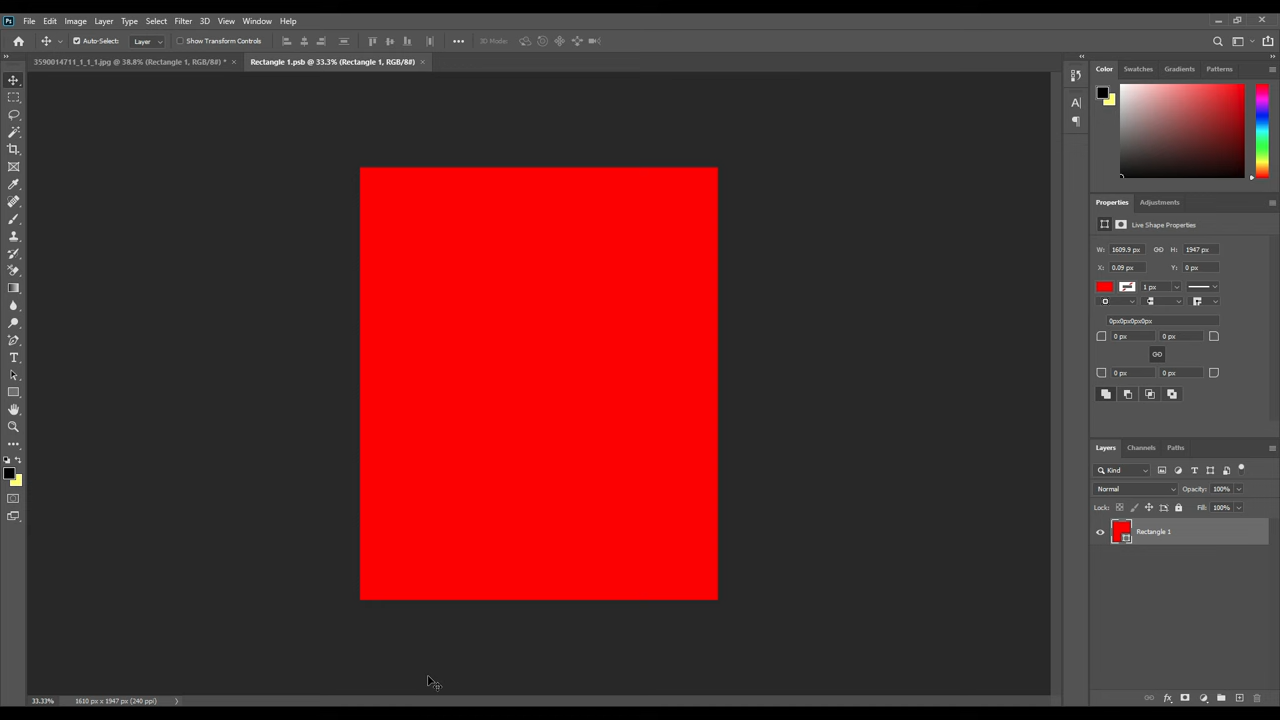 Ps File Edit Image Layer Type Select Filter 3D View Window Help
Auto-Select: Layer Show Transform Controls 3D Mode:
3590014711_1_1_1.jpg @ 38.8% (Rectangle 1, RGB/8#) * × Rectangle 1.psb @ 33.3% (Rectangle 1, RGB/8#) ×
Color Swatches Gradients Patterns
Properties Adjustments
Live Shape Properties
W: 1609.9 px H: 1947 px
X: 0.09 px Y: 0 px
1 px
0px0px0px0px
0 px 0 px
0 px 0 px
Layers Channels Paths
Kind
Normal Opacity: 100%
Lock: Fill: 100%
Rectangle 1
33.33% 1610 px x 1947 px (240 ppi)